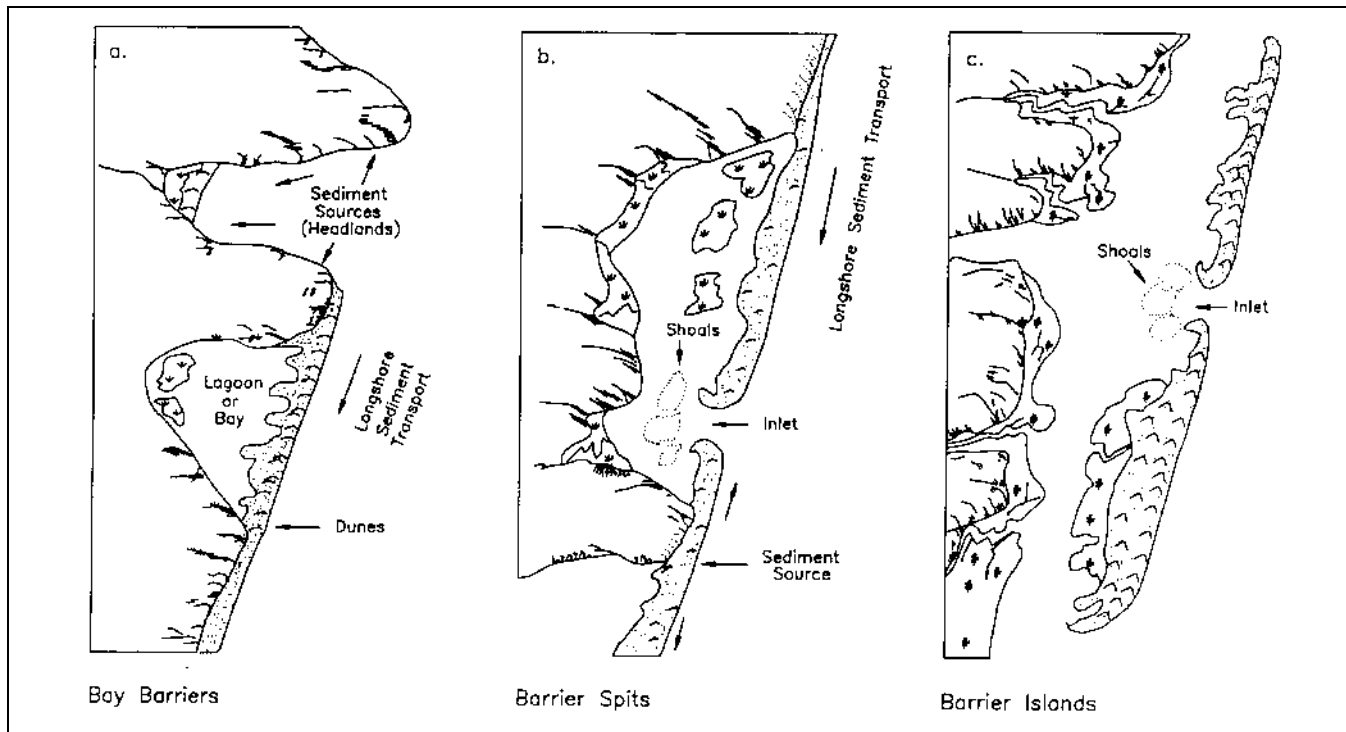 a.
Sediment
Sources
(Headlands)
Lagoon
or
Bay
Longshore
Sediment
Transport
Dunes
Bay Barriers
b.
Longshore Sediment Transport
Shoals
Inlet
Sediment
Source
Barrier Spits
c.
Shoals
Inlet
Barrier Islands